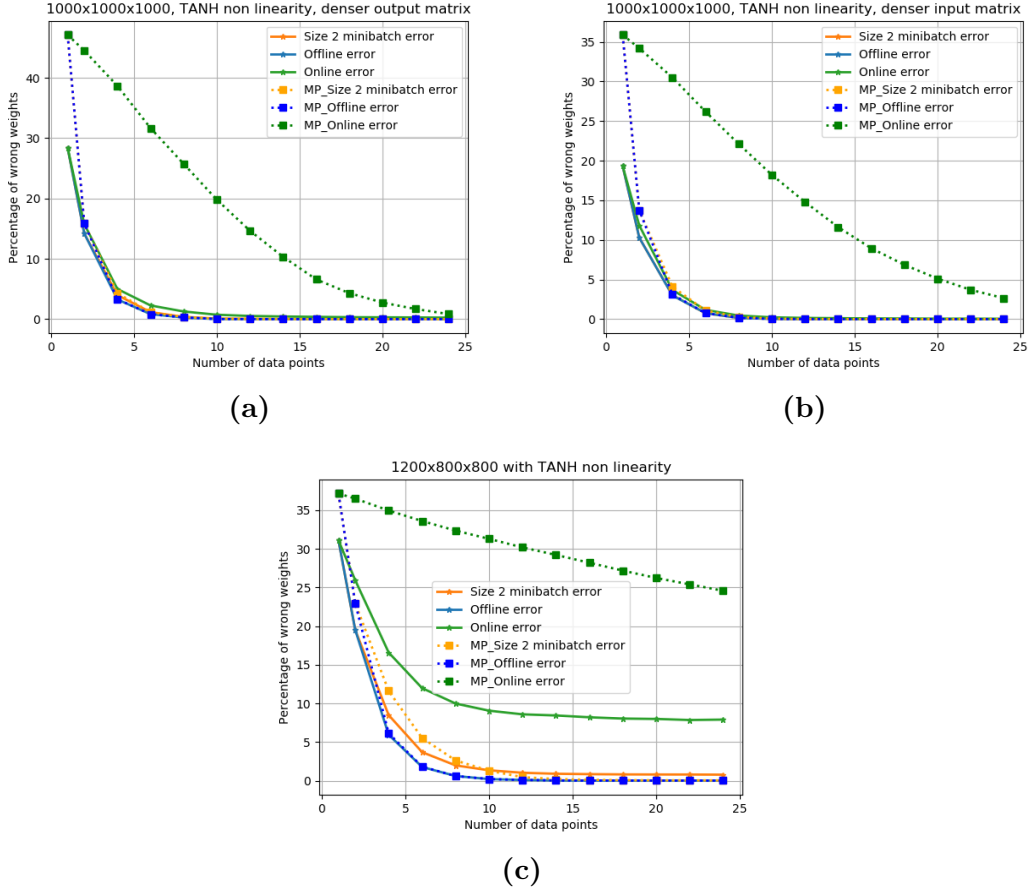 1000x1000x1000, TANH non linearity, denser output matrix
Percentage of wrong weights
40
30
20
10
0
Size 2 minibatch error
Offline error
Online error
MP_Size 2 minibatch error
MP_Offline error
MP_Online error
0 5 10 15 20 25
Number of data points
(a)
1000x1000x1000, TANH non linearity, denser input matrix
Percentage of wrong weights
35
30
25
20
15
10
5
0
Size 2 minibatch error
Offline error
Online error
MP_Size 2 minibatch error
MP_Offline error
MP_Online error
0 5 10 15 20 25
Number of data points
(b)
1200x800x800 with TANH non linearity
Percentage of wrong weights
35
30
25
20
15
10
5
0
Size 2 minibatch error
Offline error
Online error
MP_Size 2 minibatch error
MP_Offline error
MP_Online error
0 5 10 15 20 25
Number of data points
(c)